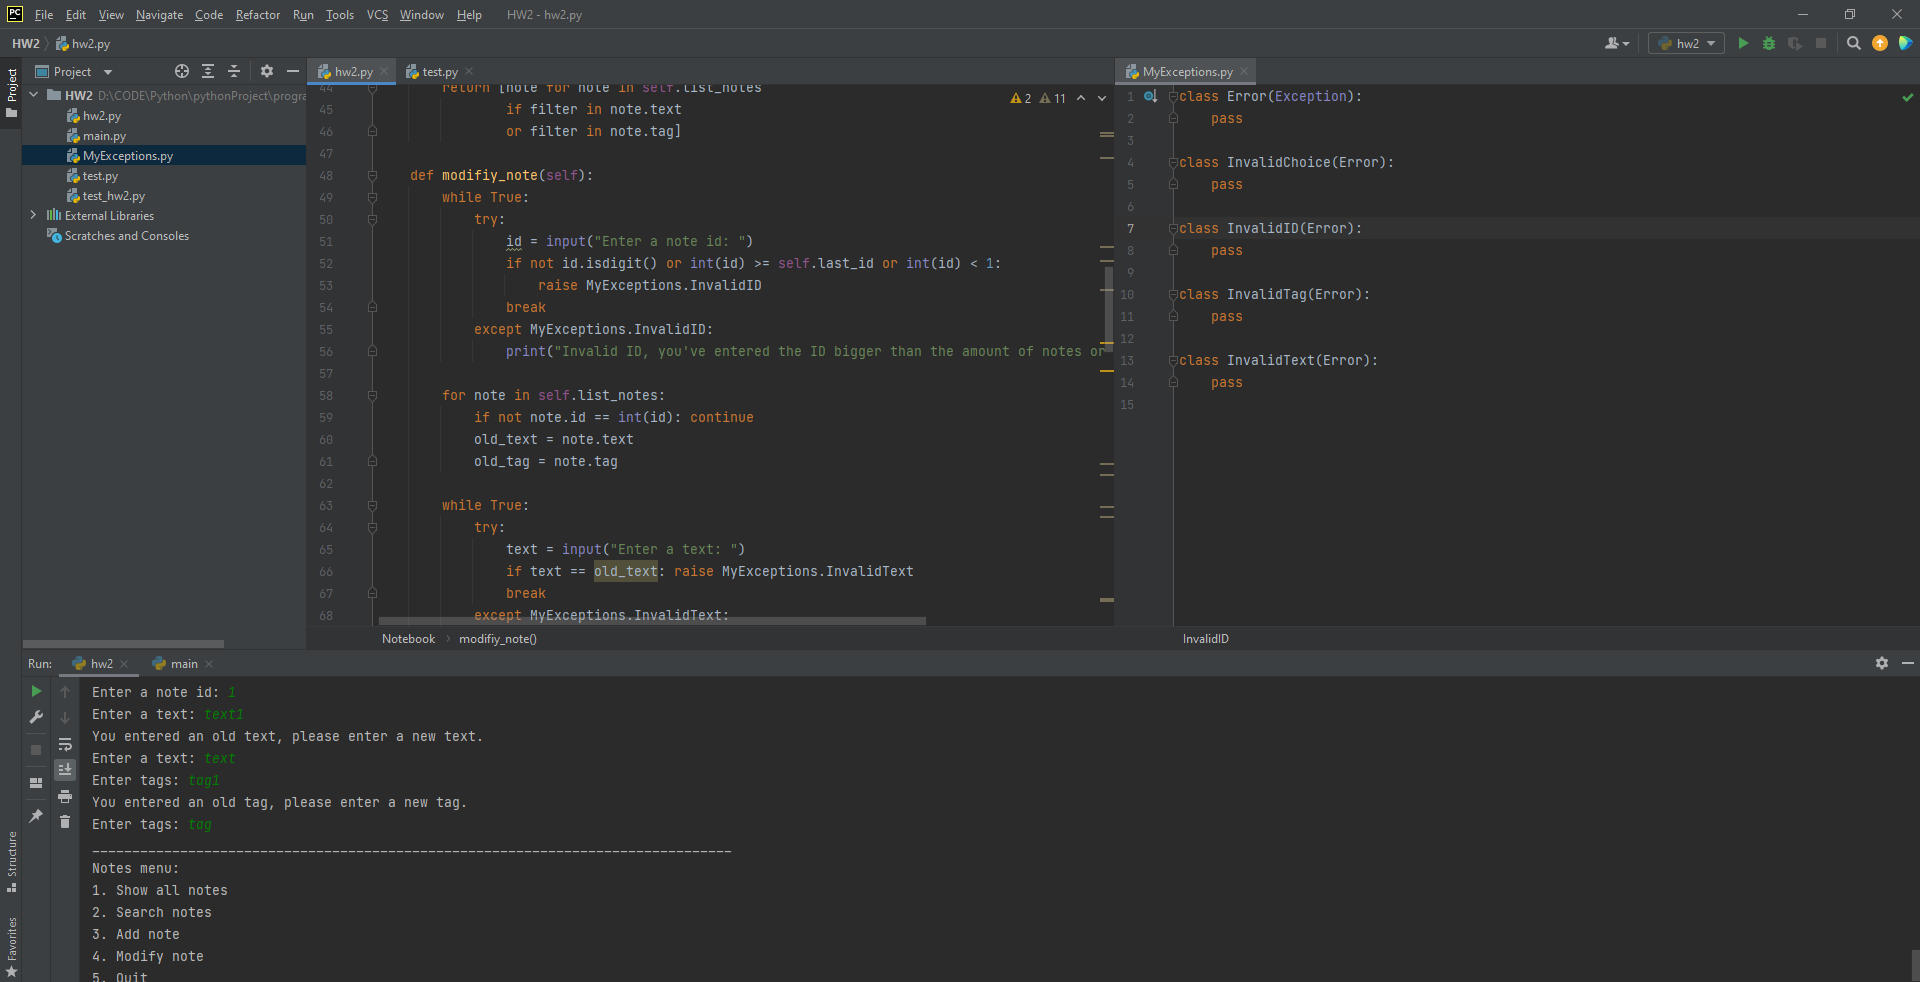 PC File Edit View Navigate Code Refactor Run Tools VCS Window Help HW2 - hw2.py
HW2 hw2.py
hw2
Project
Project
HW2 D:\CODE\Python\pythonProject\progra
hw2.py
main.py
MyExceptions.py
test.py
test_hw2.py
External Libraries
Scratches and Consoles
hw2.py test.py
2 11
44 return [note for note in self.list_notes
45 if filter in note.text
46 or filter in note.tag]
47
48 def modifiy_note(self):
49 while True:
50 try:
51 id = input("Enter a note id: ")
52 if not id.isdigit() or int(id) >= self.last_id or int(id) < 1:
53 raise MyExceptions.InvalidID
54 break
55 except MyExceptions.InvalidID:
56 print("Invalid ID, you've entered the ID bigger than the amount of notes or
57
58 for note in self.list_notes:
59 if not note.id == int(id): continue
60 old_text = note.text
61 old_tag = note.tag
62
63 while True:
64 try:
65 text = input("Enter a text: ")
66 if text == old_text: raise MyExceptions.InvalidText
67 break
68 except MyExceptions.InvalidText:
Notebook modifiy_note()
MyExceptions.py
1 class Error(Exception):
2 pass
3
4 class InvalidChoice(Error):
5 pass
6
7 class InvalidID(Error):
8 pass
9
10 class InvalidTag(Error):
11 pass
12
13 class InvalidText(Error):
14 pass
15
InvalidID
Run: hw2 main
Enter a note id: 1
Enter a text: text1
You entered an old text, please enter a new text.
Enter a text: text
Enter tags: tag1
You entered an old tag, please enter a new tag.
Enter tags: tag
________________________________________________________________________________
Notes menu:
1. Show all notes
2. Search notes
3. Add note
4. Modify note
5. Quit
Structure
Favorites